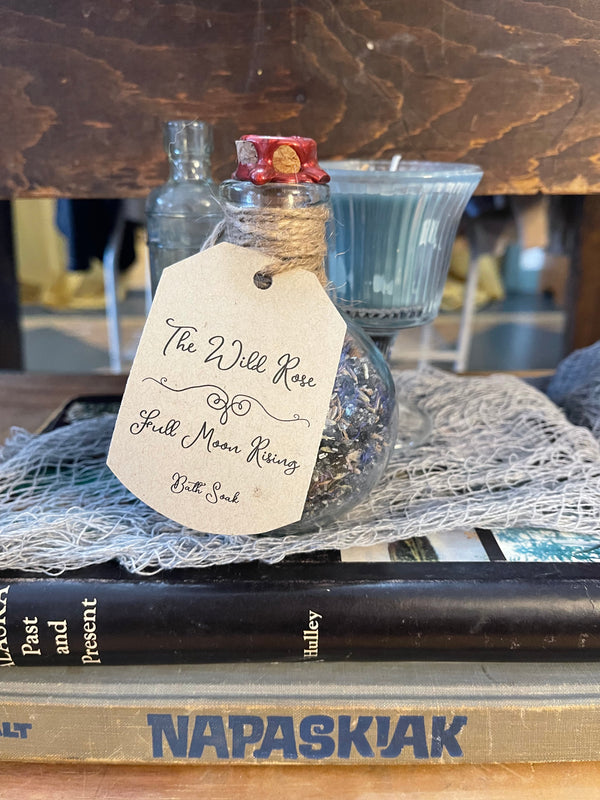 The Wild Rose
Full Moon Rising
Bath Soak
Past
and
Present
Hulley
NAPASKIAK